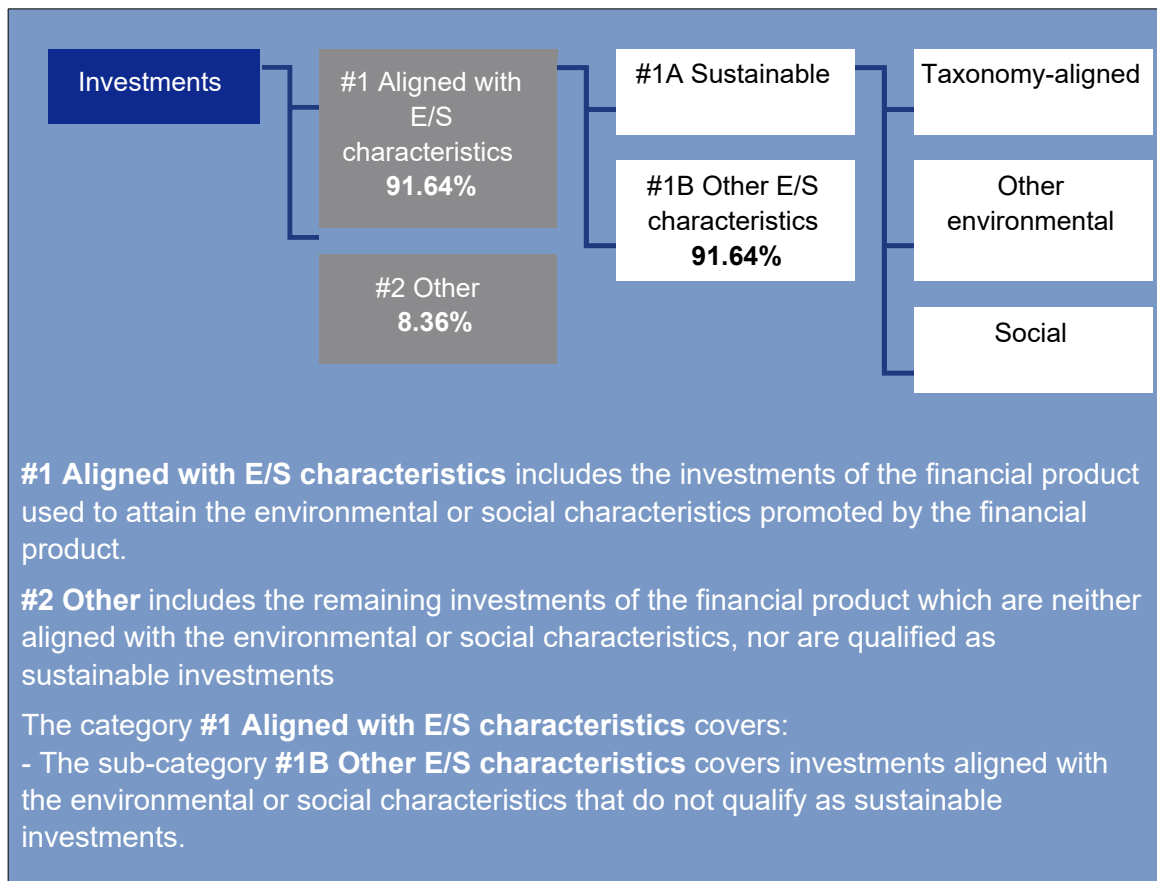 Investments
#1 Aligned with
E/S
characteristics
91.64%
#2 Other
8.36%
#1A Sustainable
#1B Other E/S
characteristics
91.64%
Taxonomy-aligned
Other
environmental
Social
#1 Aligned with E/S characteristics includes the investments of the financial product
used to attain the environmental or social characteristics promoted by the financial
product.
#2 Other includes the remaining investments of the financial product which are neither
aligned with the environmental or social characteristics, nor are qualified as
sustainable investments
The category #1 Aligned with E/S characteristics covers:
- The sub-category #1B Other E/S characteristics covers investments aligned with
the environmental or social characteristics that do not qualify as sustainable
investments.